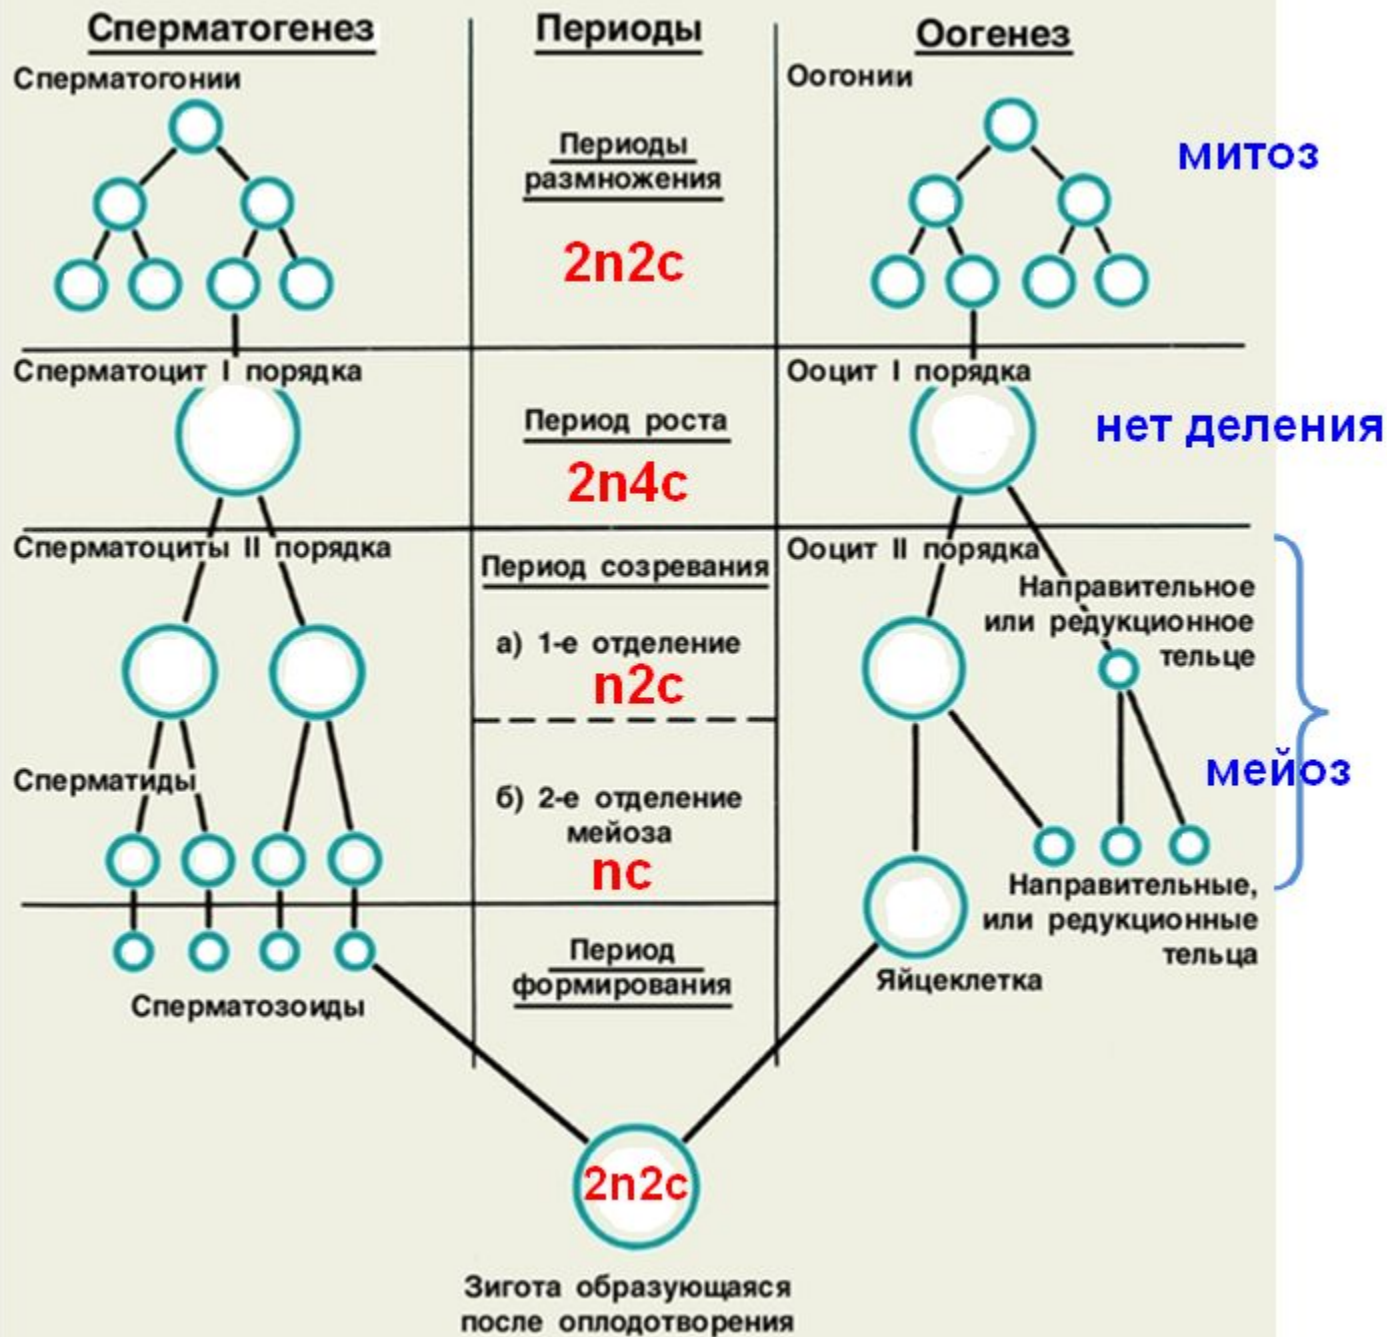 Сперматогенез
Периоды
Оогенез
Сперматогонии
Оогонии
Периоды
размножения
2n2c
митоз
Сперматоцит I порядка
Ооцит I порядка
Период роста
2n4c
нет деления
Сперматоциты II порядка
Период созревания
Ооцит II порядка
Направительное
или редукционное
тельце
а) 1-е отделение
n2c
Сперматиды
б) 2-е отделение
мейоза
nc
мейоз
Направительные,
или редукционные
тельца
Период
формирования
Яйцеклетка
Сперматозоиды
2n2c
Зигота образующаяся
после оплодотворения